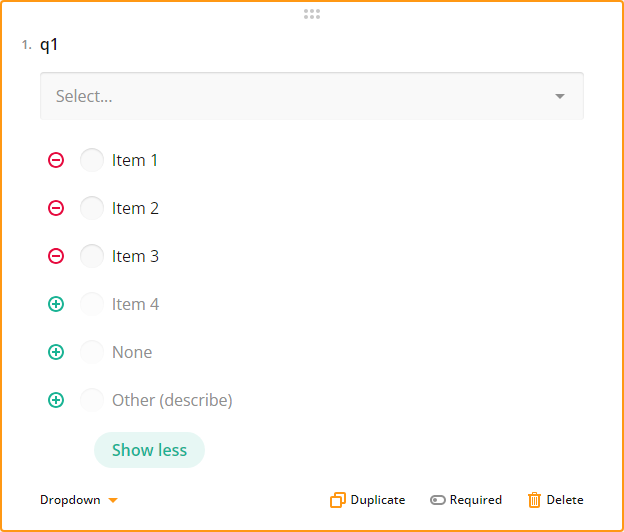 1. q1
Select...
Item 1
Item 2
Item 3
Item 4
None
Other (describe)
Show less
Dropdown Duplicate Required Delete